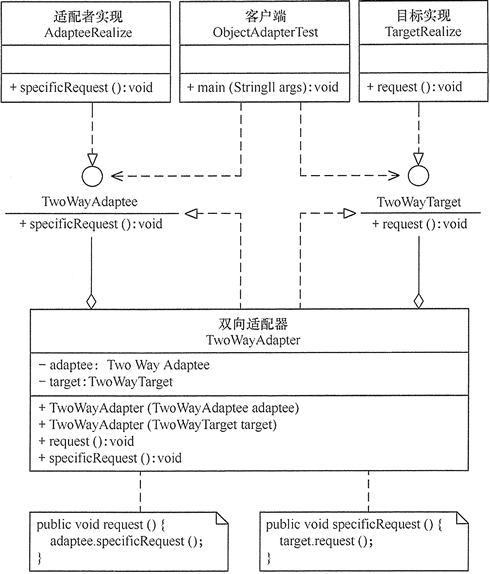 适配者实现
AdapteeRealize
+ specificRequest():void
客户端
ObjectAdapterTest
+ main (StringII args):void
目标实现
TargetRealize
+ request():void
TwoWayAdaptee
+ specificRequest():void
TwoWayTarget
+ request():void
双向适配器
TwoWayAdapter
- adaptee: Two Way Adaptee
- target:TwoWayTarget
+ TwoWayAdapter (TwoWayAdaptee adaptee)
+ TwoWayAdapter (TwoWayTarget target)
+ request():void
+ specificRequest():void
public void request () {
adaptee.specificRequest ();
}
public void specificRequest () {
target.request ();
}